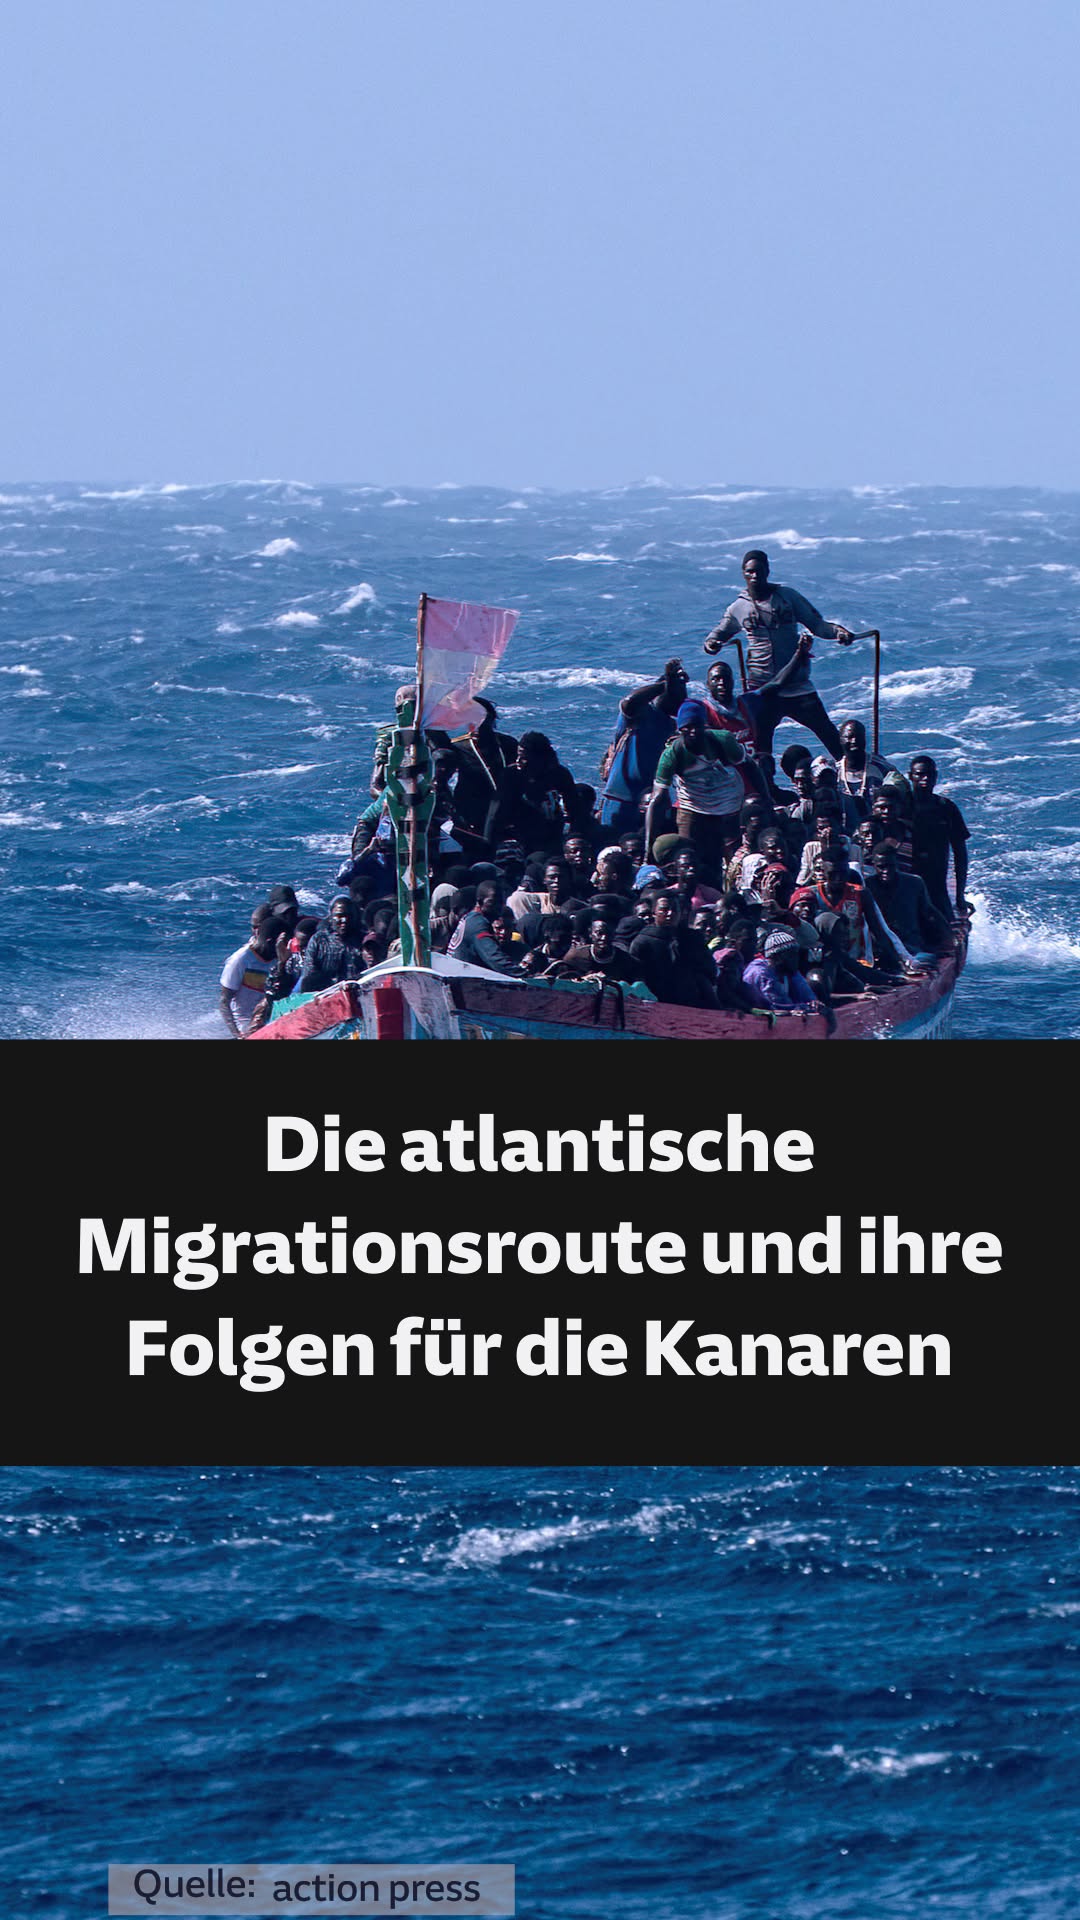 Die atlantische
Migrationsroute und ihre
Folgen für die Kanaren
Quelle: action press